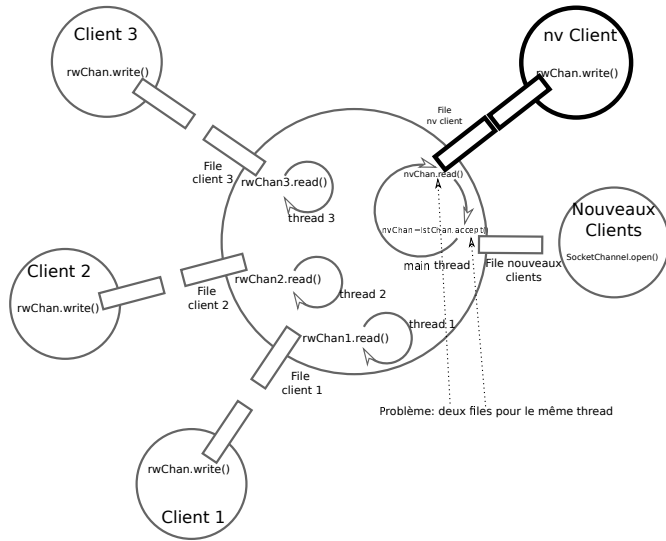 Client 3
rwChan.write()
nv Client
rwChan.write()
File
nv client
File
client 3
rwChan3.read()
thread 3
nvChan.read()
nvChan=lstChan.accept()
main thread
File nouveaux
clients
Nouveaux
Clients
SocketChannel.open()
Client 2
rwChan.write()
File
client 2
rwChan2.read()
thread 2
thread 1
rwChan1.read()
File
client 1
Problème: deux files pour le même thread
rwChan.write()
Client 1